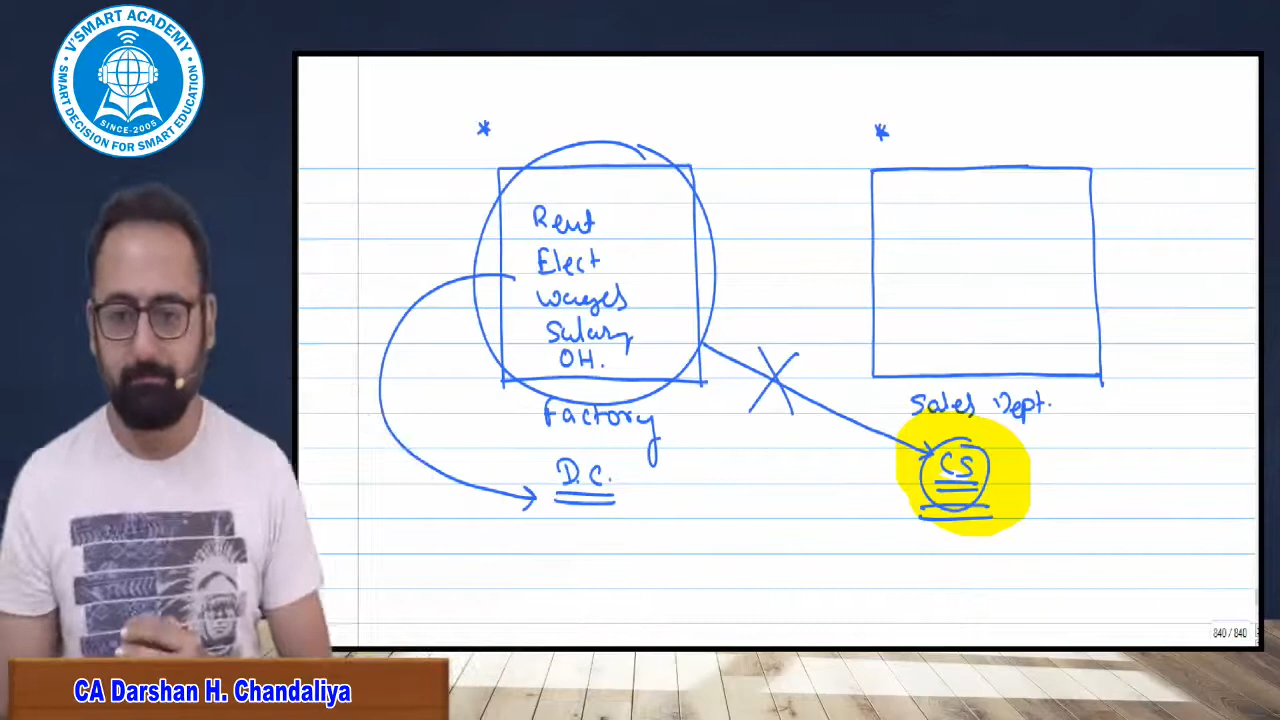 V'SMART ACADEMY
SINCE-2005
SMART DECISION FOR SMART EDUCATION
*
*
Rent
Elect
Wages
Salary
OH.
Factory
Sales Dept.
D.C.
CS
840 / 840
CA Darshan H. Chandaliya